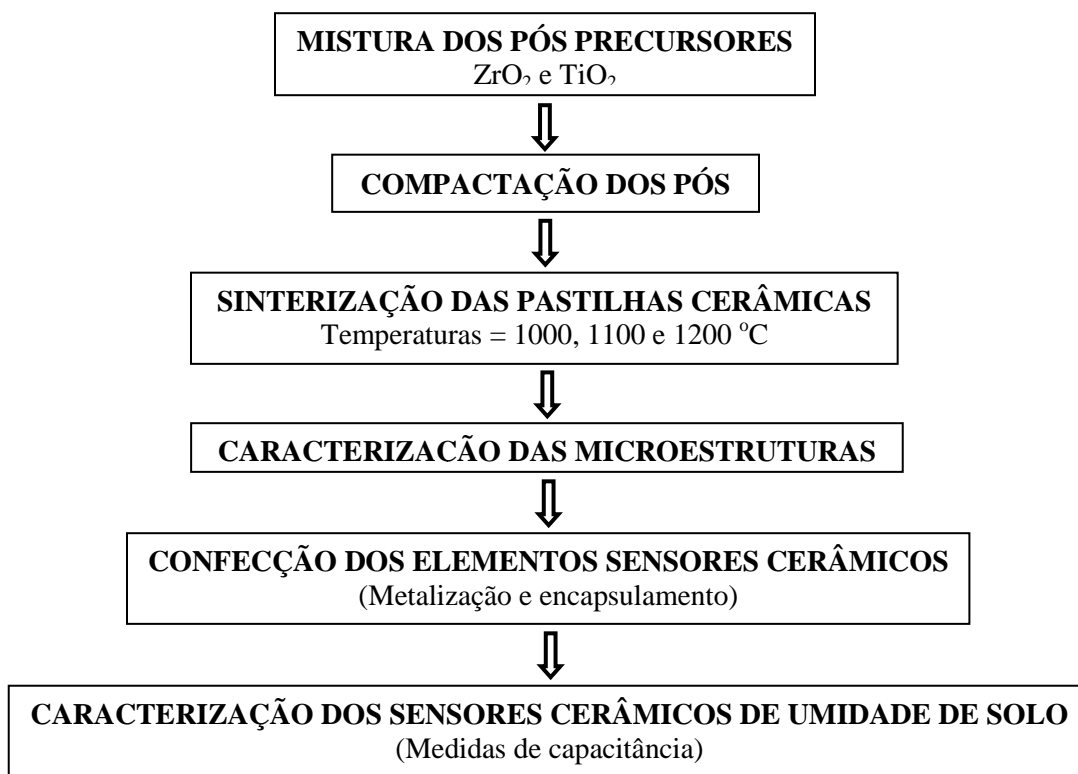 MISTURA DOS PÓS PRECURSORES
ZrO₂ e TiO₂
COMPACTAÇÃO DOS PÓS
SINTERIZAÇÃO DAS PASTILHAS CERÂMICAS
Temperaturas = 1000, 1100 e 1200 ºC
CARACTERIZACÃO DAS MICROESTRUTURAS
CONFECÇÃO DOS ELEMENTOS SENSORES CERÂMICOS
(Metalização e encapsulamento)
CARACTERIZAÇÃO DOS SENSORES CERÂMICOS DE UMIDADE DE SOLO
(Medidas de capacitância)